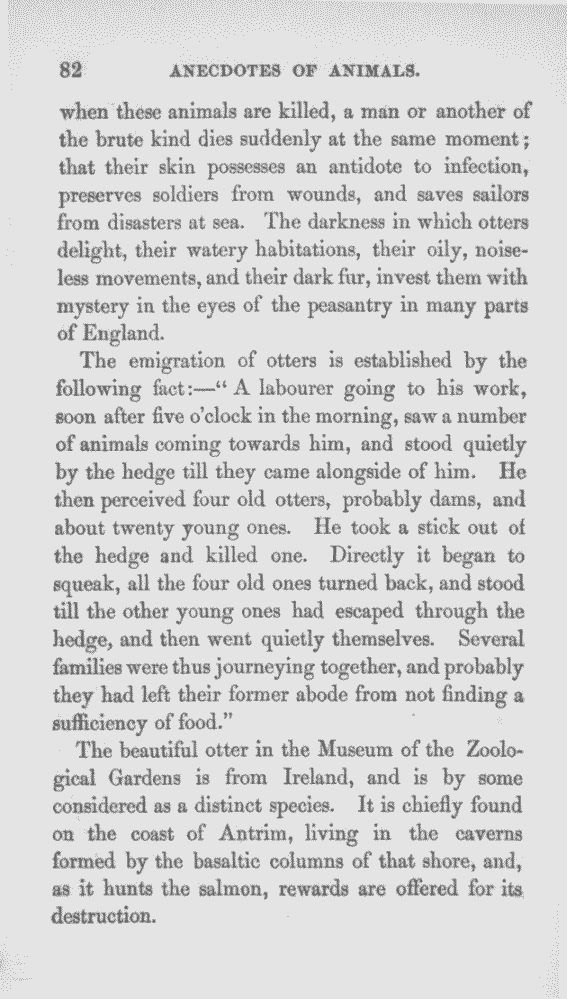 82 ANECDOTES OF ANIMALS.
when these animals are killed, a man or another of
the brute kind dies suddenly at the same moment;
that their skin possesses an antidote to infection,
preserves soldiers from wounds, and saves sailors
from disasters at sea. The darkness in which otters
delight, their watery habitations, their oily, noise-
less movements, and their dark fur, invest them with
mystery in the eyes of the peasantry in many parts
of England.
The emigration of otters is established by the
following fact:—“ A labourer going to his work,
soon after five o’clock in the morning, saw a number
of animals coming towards him, and stood quietly
by the hedge till they came alongside of him. He
then perceived four old otters, probably dams, and
about twenty young ones. He took a stick out of
the hedge and killed one. Directly it began to
squeak, all the four old ones turned back, and stood
till the other young ones had escaped through the
hedge, and then went quietly themselves. Several
families were thus journeying together, and probably
they had left their former abode from not finding a
sufficiency of food.”
The beautiful otter in the Museum of the Zoolo-
gical Gardens is from Ireland, and is by some
considered as a distinct species. It is chiefly found
on the coast of Antrim, living in the caverns
formed by the basaltic columns of that shore, and,
as it hunts the salmon, rewards are offered for its
destruction.